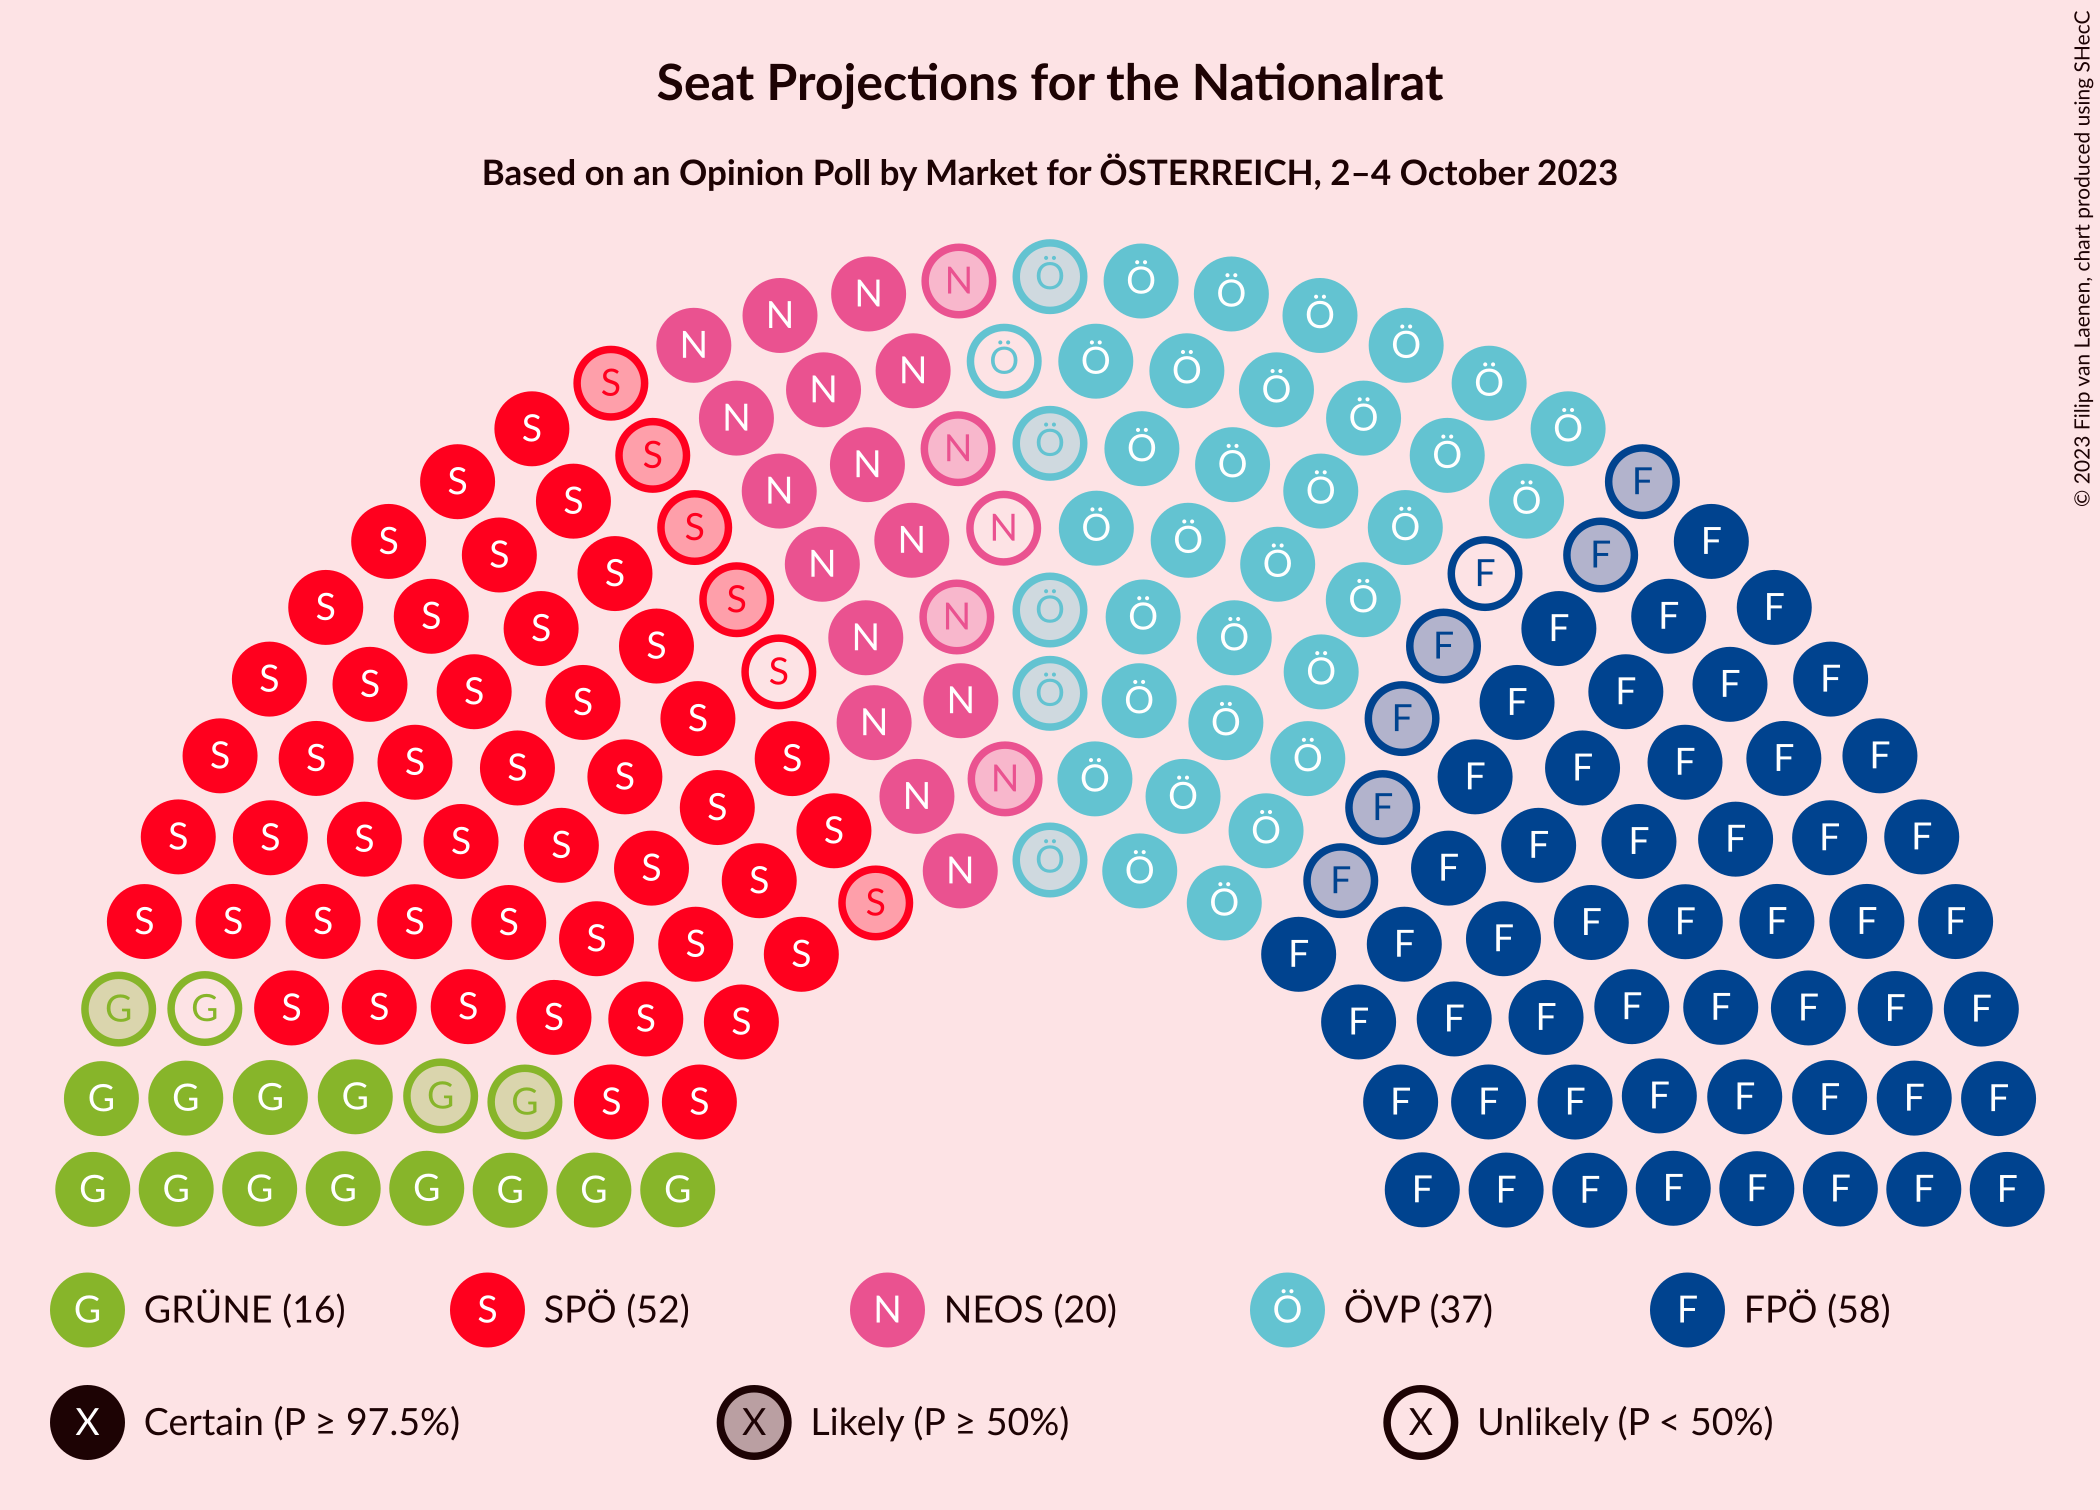 Seat Projections for the Nationalrat
Based on an Opinion Poll by Market for ÖSTERREICH, 2–4 October 2023
© 2023 Filip van Laenen, chart produced using SHecC
N Ö Ö Ö
N N Ö Ö
N N Ö Ö
S N N Ö Ö Ö Ö Ö
S N N Ö Ö Ö
S S N N Ö Ö Ö Ö F
S S N Ö Ö Ö F
S S S N N N Ö Ö Ö Ö F F
S S S N Ö F F
S S S S N N Ö Ö Ö F F F
S S S S S Ö F F F F
S S S S N Ö Ö F F F
S S S S N Ö F F F
S S S S S S N N Ö Ö Ö F F F F F
S S S S S S S Ö F F F F F F
S S N Ö Ö F F
S S S S S S Ö F F F F F
S S S F F F
G G S S S S S S F F F F F F F F
G G G G G G S S F F F F F F F F
G G G G G G G G F F F F F F F F
G GRÜNE (16) S SPÖ (52) N NEOS (20) Ö ÖVP (37) F FPÖ (58)
X Certain (P ≥ 97.5%) X Likely (P ≥ 50%) X Unlikely (P < 50%)